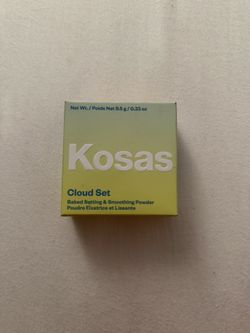 Net Wt. / Poids Net 9.5 g / 0.33 oz
Kosas
Cloud Set
Baked Setting & Smoothing Powder
Poudre Fixatrice et Lissante